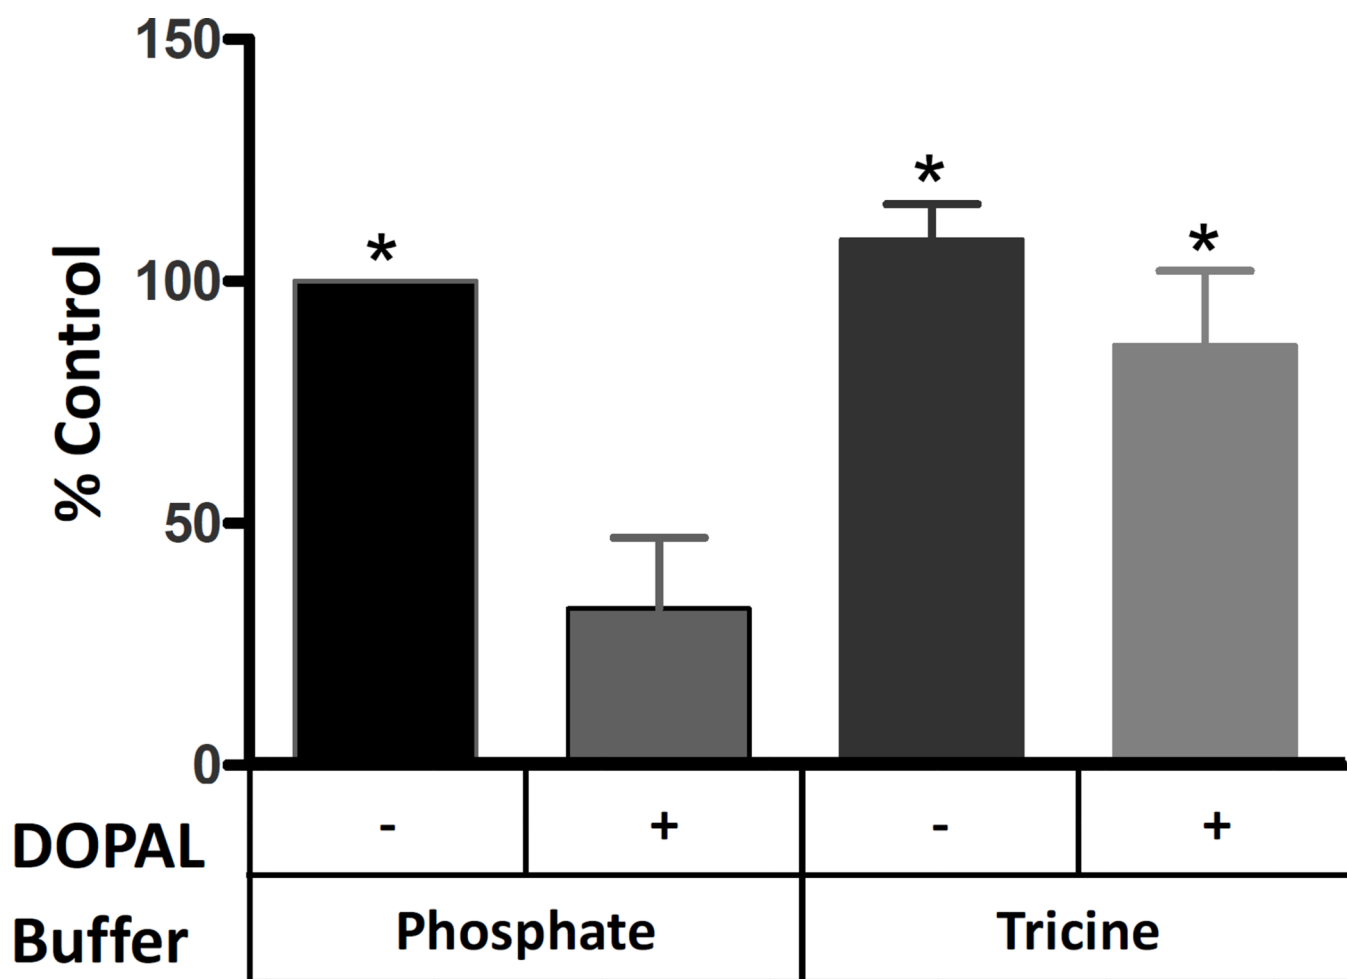 150
*
*
*
100
% Control
50
0
DOPAL - + - +
Buffer Phosphate Tricine